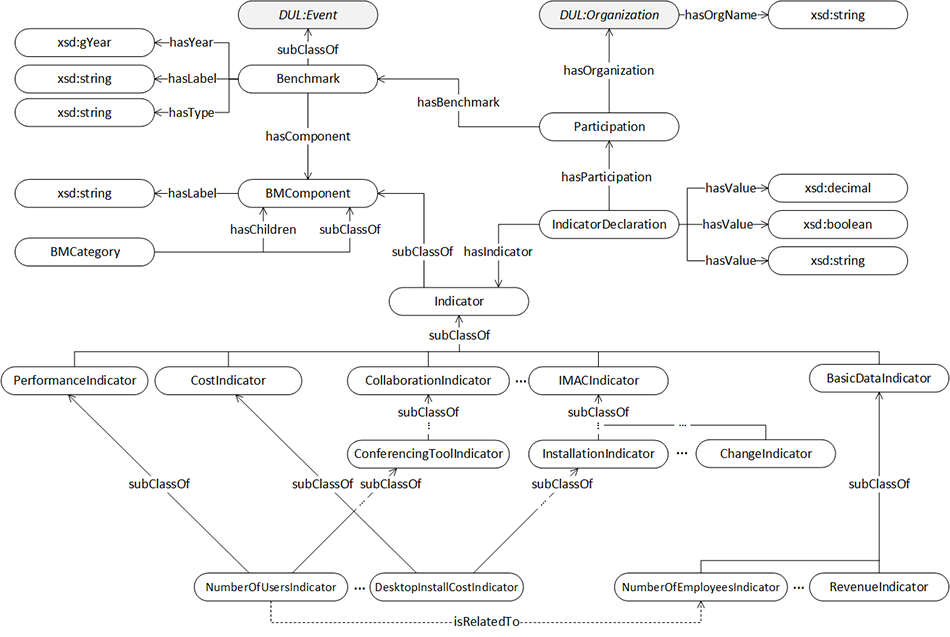 DUL:Event
DUL:Organization
hasOrgName
xsd:string
xsd:gYear
hasYear
subClassOf
xsd:string
hasLabel
Benchmark
hasOrganization
hasBenchmark
xsd:string
hasType
Participation
hasComponent
hasParticipation
xsd:string
hasLabel
BMComponent
hasValue
xsd:decimal
hasChildren
subClassOf
IndicatorDeclaration
hasValue
xsd:boolean
BMCategory
subClassOf
hasIndicator
hasValue
xsd:string
Indicator
subClassOf
PerformanceIndicator
CostIndicator
CollaborationIndicator
...
IMACIndicator
BasicDataIndicator
subClassOf
subClassOf
...
ConferencingToolIndicator
InstallationIndicator
...
ChangeIndicator
subClassOf
subClassOf
subClassOf
subClassOf
subClassOf
NumberOfUsersIndicator
...
DesktopInstallCostIndicator
NumberOfEmployeesIndicator
...
RevenueIndicator
isRelatedTo